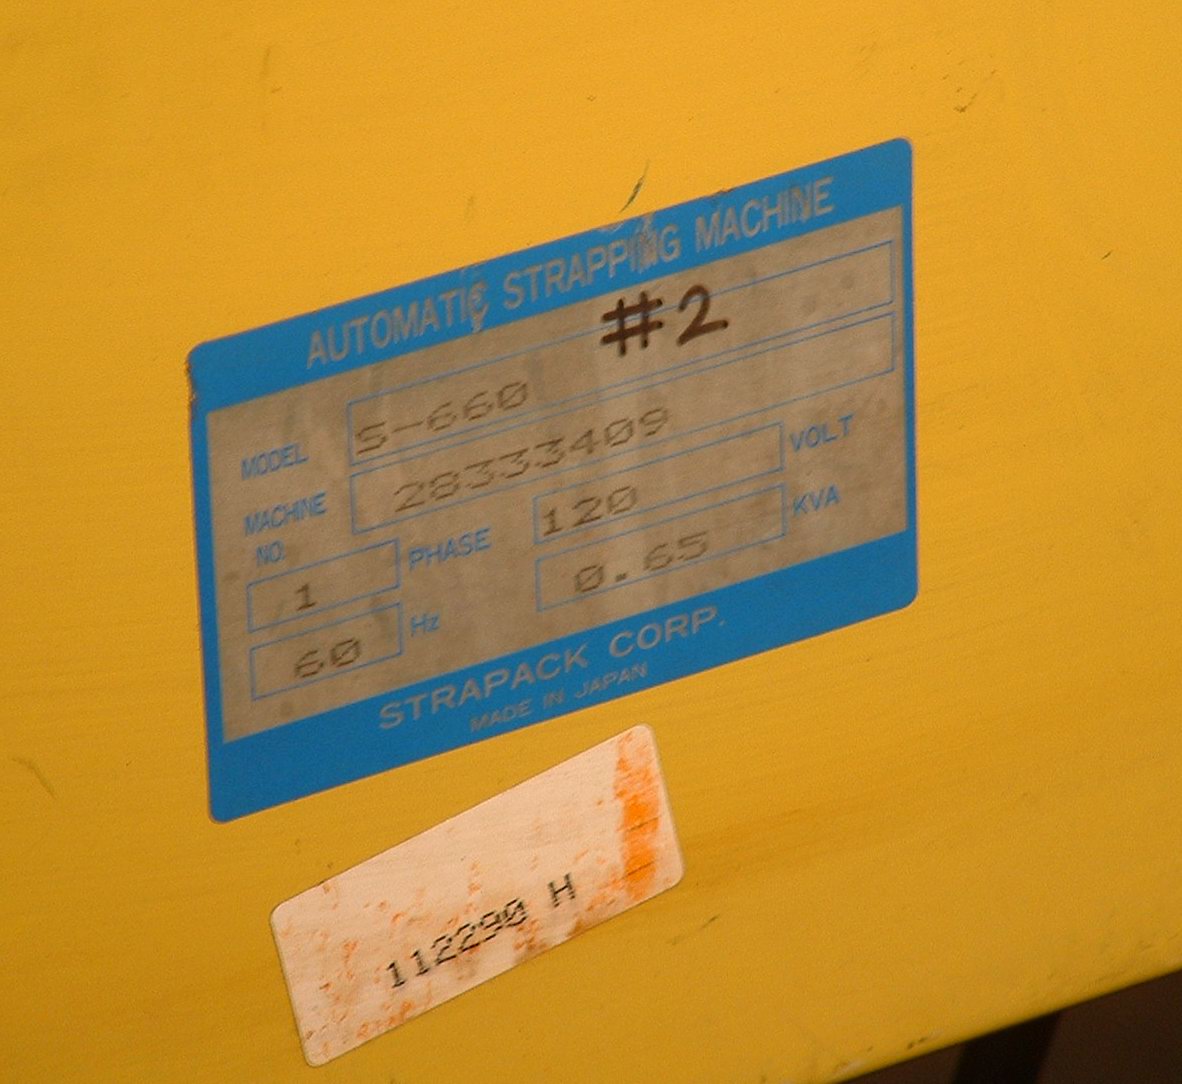 AUTOMATIC STRAPPING MACHINE
#2
MODEL S-660
MACHINE NO. 28333409
1 PHASE 120 VOLT
60 Hz 0.65 KVA
STRAPACK CORP.
MADE IN JAPAN
112290 H